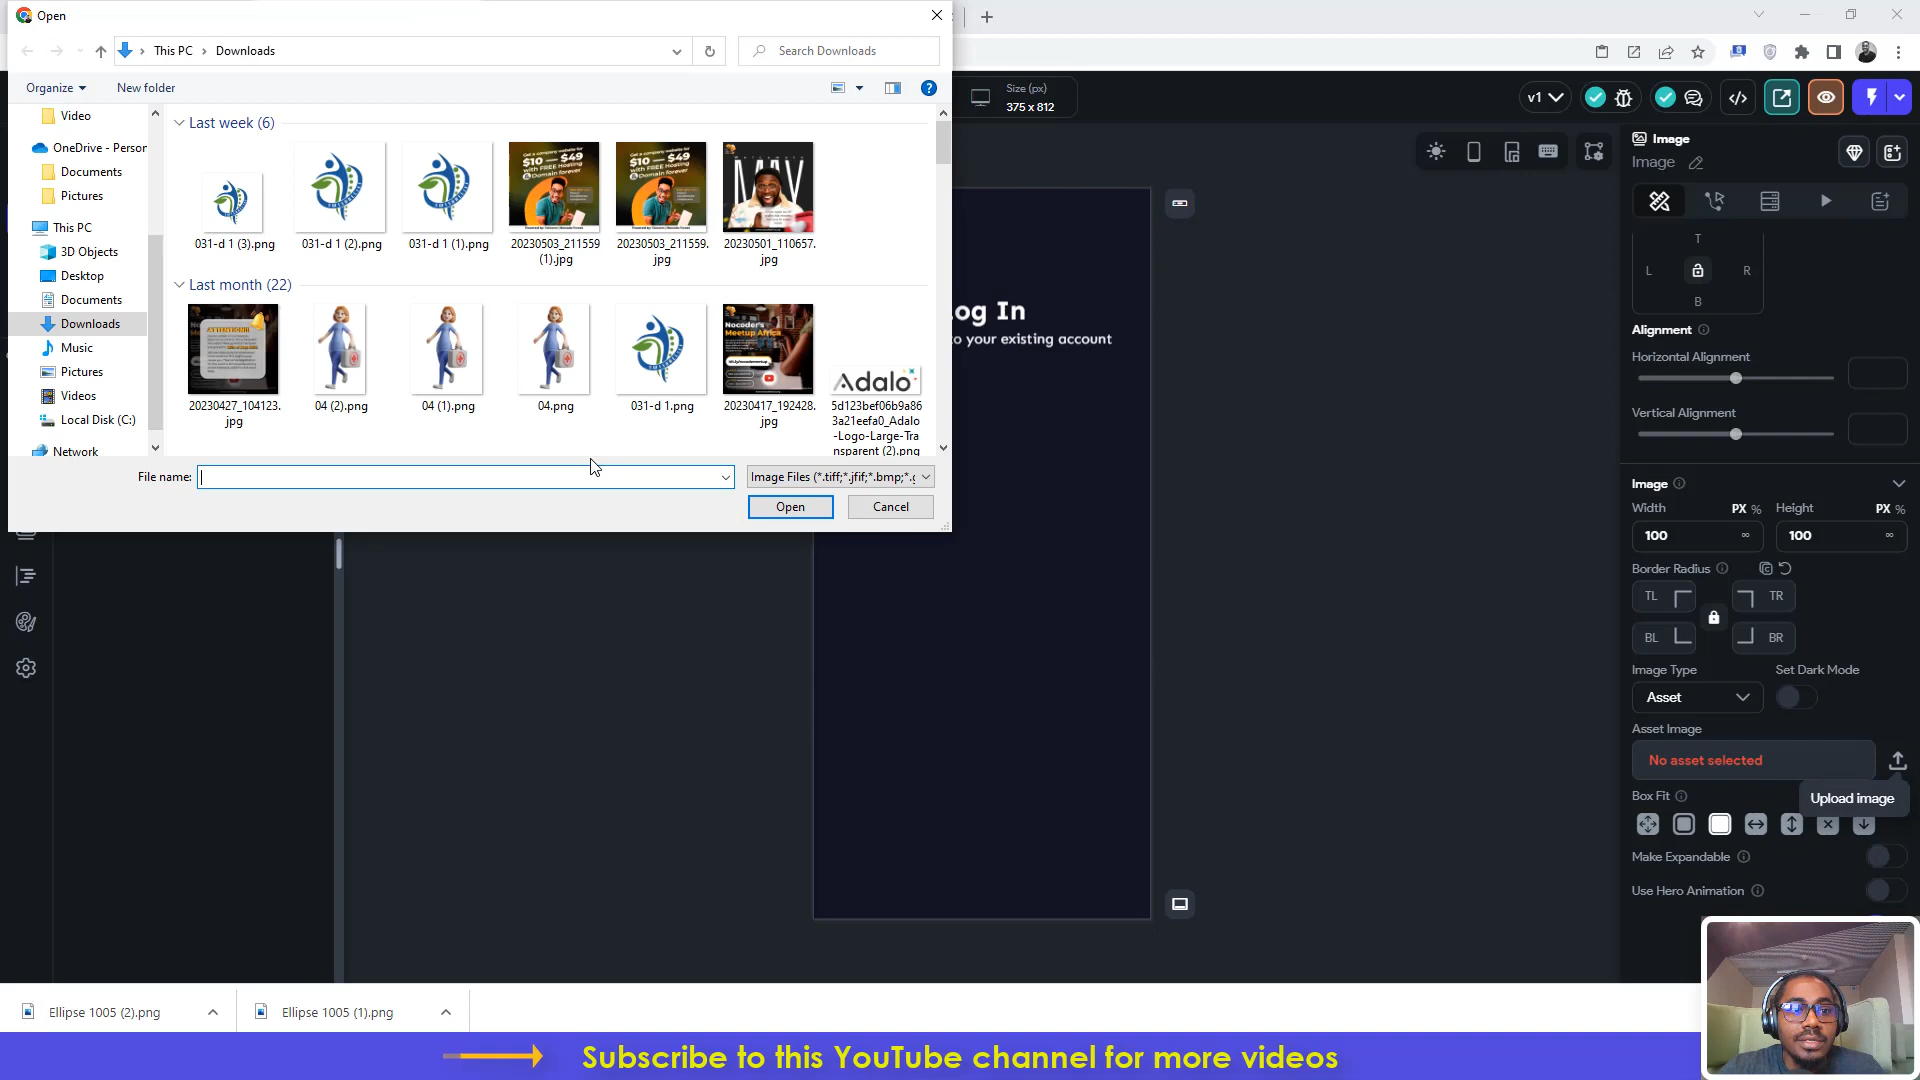 Open
This PC
Downloads
Search Downloads
Organize
New folder
Video
OneDrive - Person
Documents
Pictures
This PC
3D Objects
Desktop
Documents
Downloads
Music
Pictures
Videos
Local Disk (C:)
Network
Last week (6)
031-d 1 (3).png
031-d 1 (2).png
031-d 1 (1).png
20230503_211559
(1).jpg
20230503_211559.
jpg
20230501_110657.
jpg
Last month (22)
20230427_104123.
jpg
04 (2).png
04 (1).png
04.png
031-d 1.png
20230417_192428.
jpg
Adalo
5d123bef06b9a86
3a21eefa0_Adalo
-Logo-Large-Tra
nsparent (2).png
File name:
Image Files (*.tiff;*.jfif;*.bmp;*.g
Open
Cancel
Size (px)
375 x 812
v1
og In
o your existing account
Image
Image
T
L
R
B
Alignment
Horizontal Alignment
Vertical Alignment
Image
Width
PX %
Height
PX %
100
∞
100
∞
Border Radius
TL
TR
BL
BR
Image Type
Set Dark Mode
Asset
Asset Image
No asset selected
Box Fit
Upload image
Make Expandable
Use Hero Animation
Ellipse 1005 (2).png
Ellipse 1005 (1).png
Subscribe to this YouTube channel for more videos